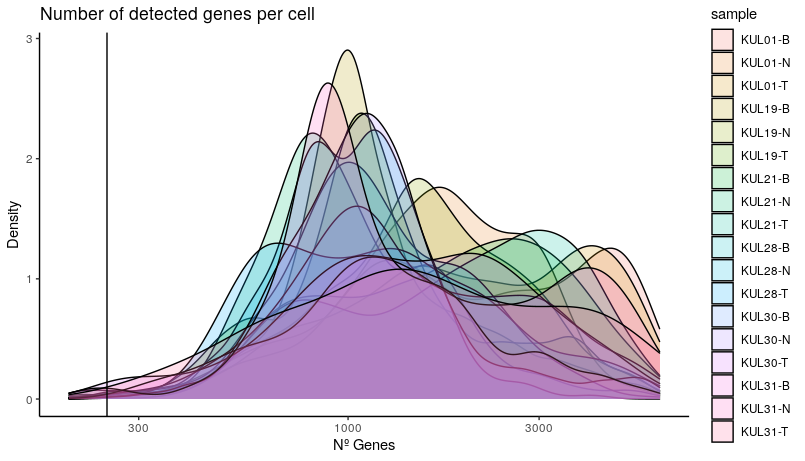 Number of detected genes per cell
3
2
1
0
Density
300
1000
3000
Nº Genes
sample
KUL01-B
KUL01-N
KUL01-T
KUL19-B
KUL19-N
KUL19-T
KUL21-B
KUL21-N
KUL21-T
KUL28-B
KUL28-N
KUL28-T
KUL30-B
KUL30-N
KUL30-T
KUL31-B
KUL31-N
KUL31-T